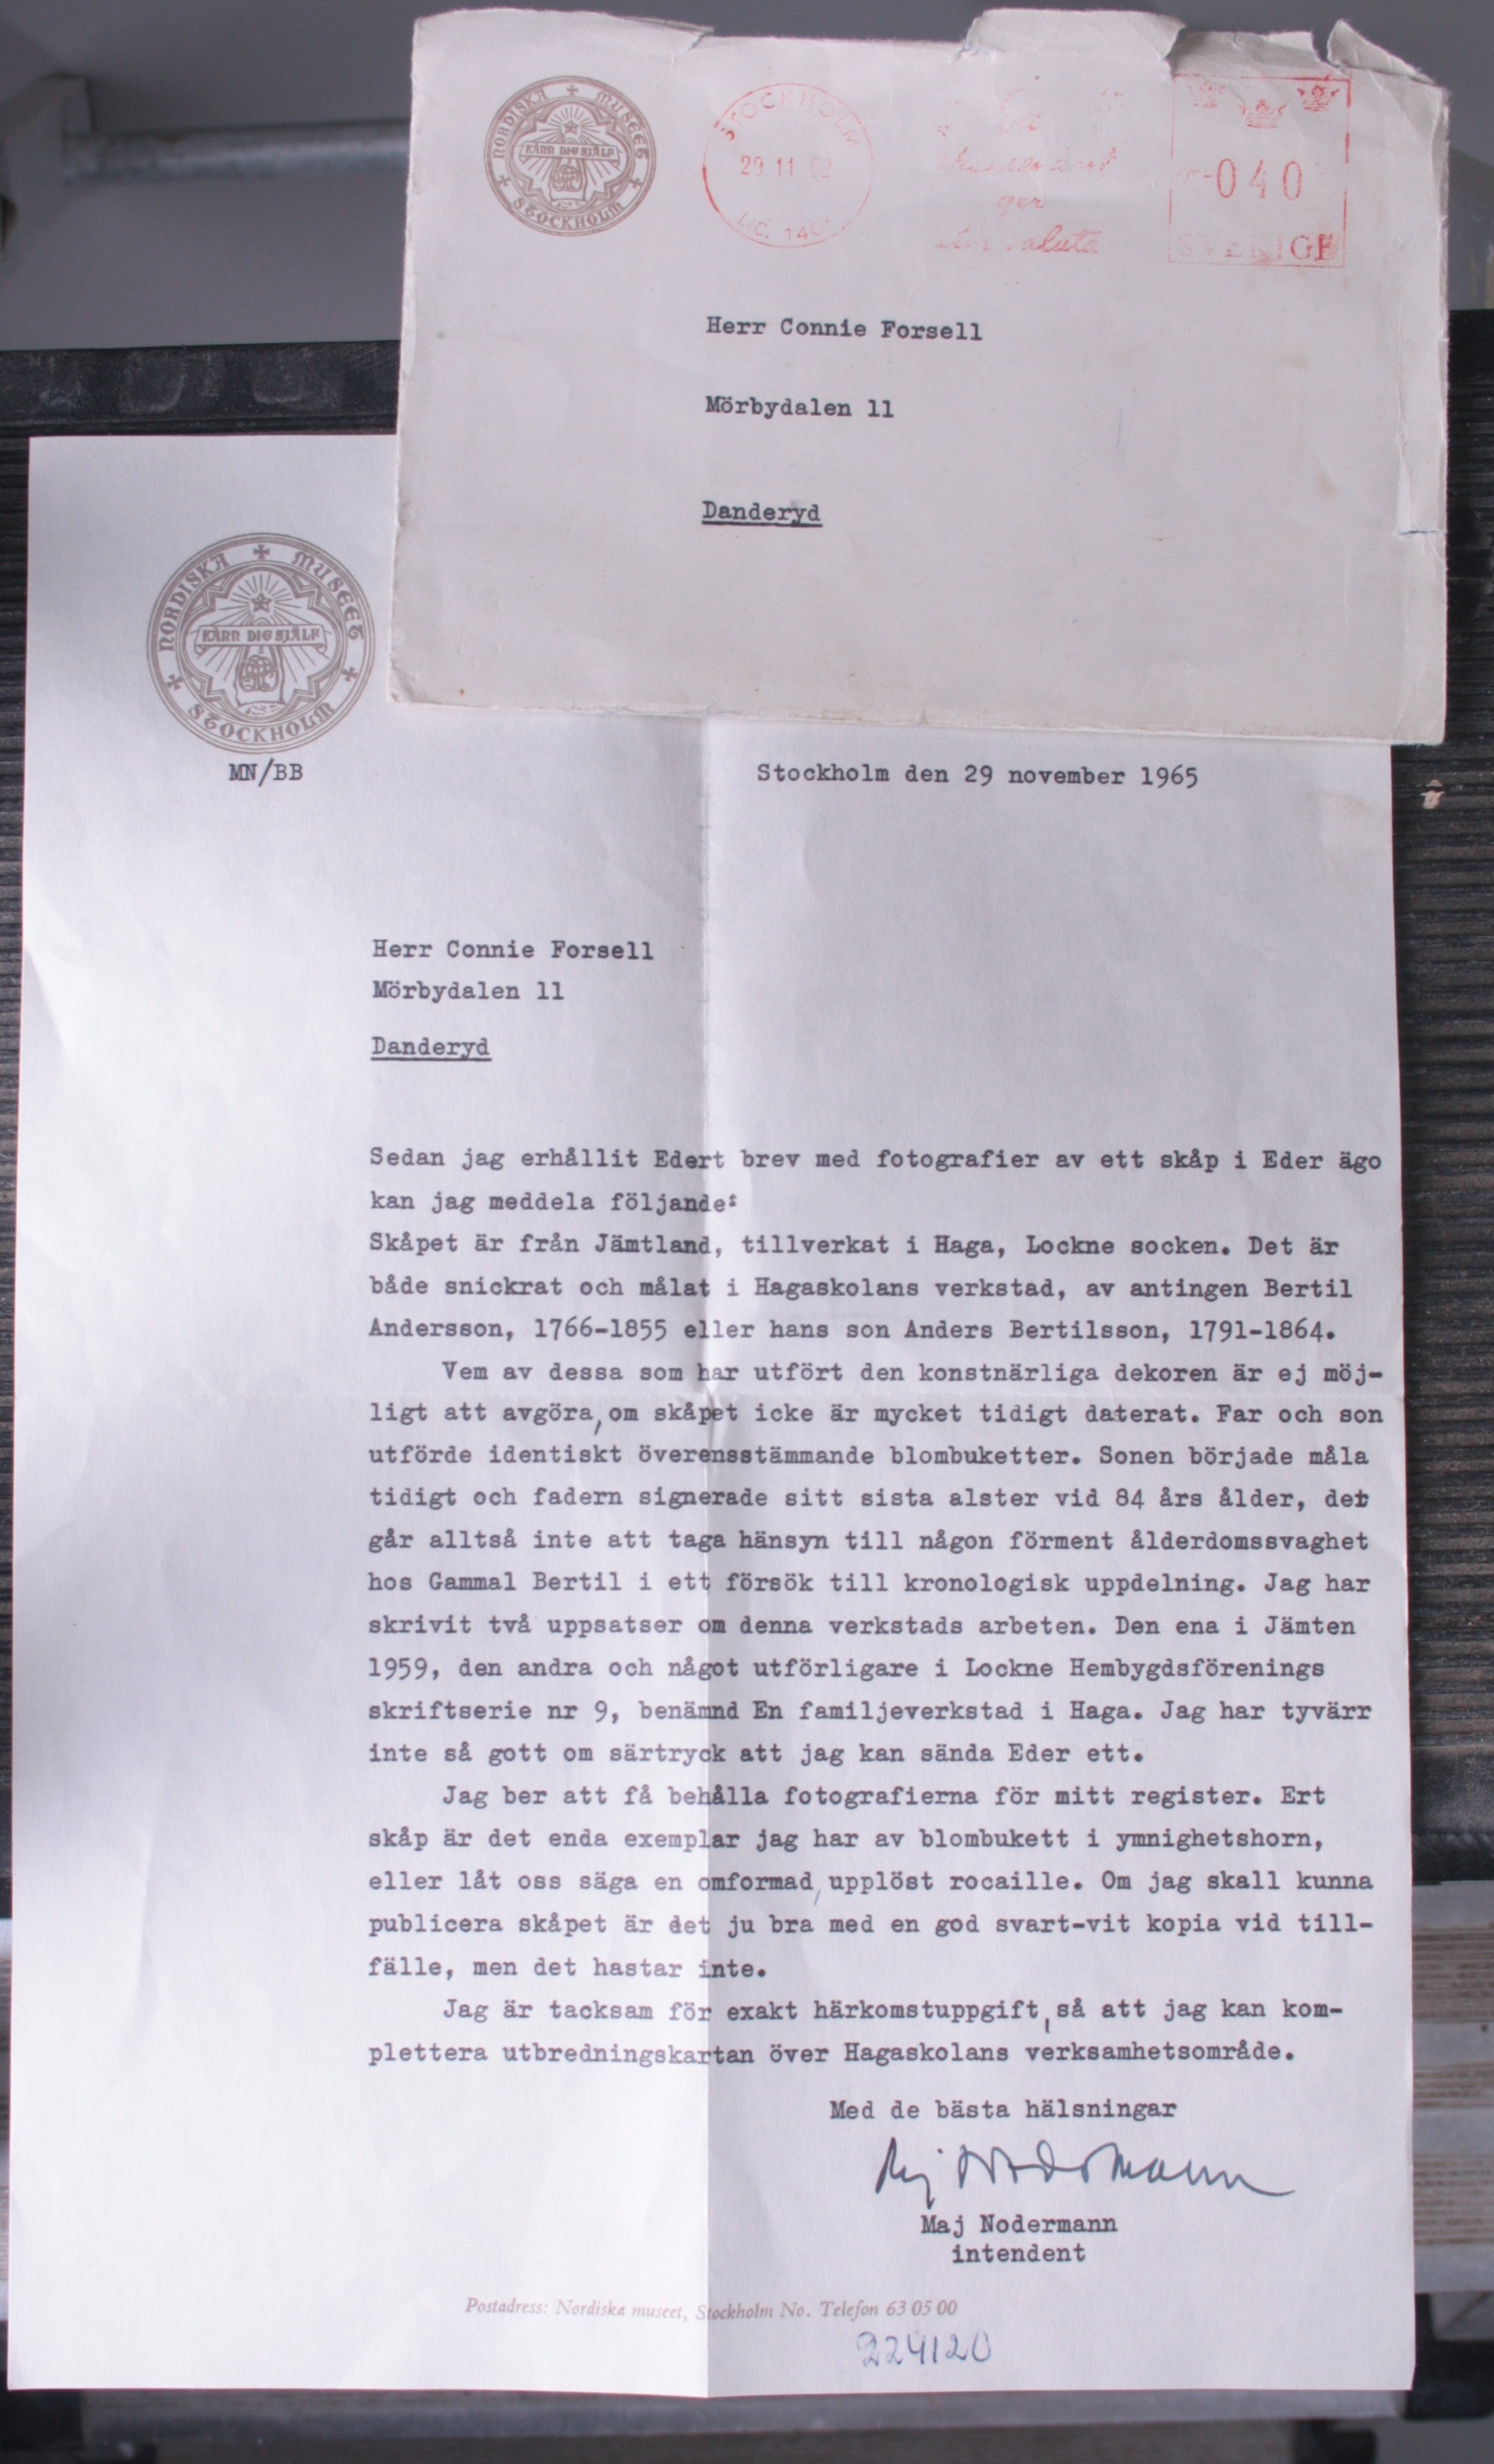 NORDISKA MUSEET
KÄNN DIG SJÄLF
STOCKHOLM
STOCKHOLM
29 11
ger
valuta
040
SVERIGE
Herr Connie Forsell
Mörbydalen 11
Danderyd
NORDISKA MUSEET
KÄNN DIG SJÄLF
STOCKHOLM
MN/BB
Stockholm den 29 november 1965
Herr Connie Forsell
Mörbydalen 11
Danderyd
Sedan jag erhållit Edert brev med fotografier av ett skåp i Eder ägo
kan jag meddela följande:
Skåpet är från Jämtland, tillverkat i Haga, Lockne socken. Det är
både snickrat och målat i Hagaskolans verkstad, av antingen Bertil
Andersson, 1766-1855 eller hans son Anders Bertilsson, 1791-1864.
Vem av dessa som har utfört den konstnärliga dekoren är ej möj-
ligt att avgöra, om skåpet icke är mycket tidigt daterat. Far och son
utförde identiskt överensstämmande blombuketter. Sonen började måla
tidigt och fadern signerade sitt sista alster vid 84 års ålder, det
går alltså inte att taga hänsyn till någon förment ålderdomssvaghet
hos Gammal Bertil i ett försök till kronologisk uppdelning. Jag har
skrivit två uppsatser om denna verkstads arbeten. Den ena i Jämten
1959, den andra och något utförligare i Lockne Hembygdsförenings
skriftserie nr 9, benämnd En familjeverkstad i Haga. Jag har tyvärr
inte så gott om särtryck att jag kan sända Eder ett.
Jag ber att få behålla fotografierna för mitt register. Ert
skåp är det enda exemplar jag har av blombukett i ymnighetshorn,
eller låt oss säga en omformad, upplöst rocaille. Om jag skall kunna
publicera skåpet är det ju bra med en god svart-vit kopia vid till-
fälle, men det hastar inte.
Jag är tacksam för exakt härkomstuppgift, så att jag kan kom-
plettera utbredningskartan över Hagaskolans verksamhetsområde.
Med de bästa hälsningar
Maj Nodermann
Maj Nodermann
intendent
Postadress: Nordiska museet, Stockholm No. Telefon 63 05 00
224120